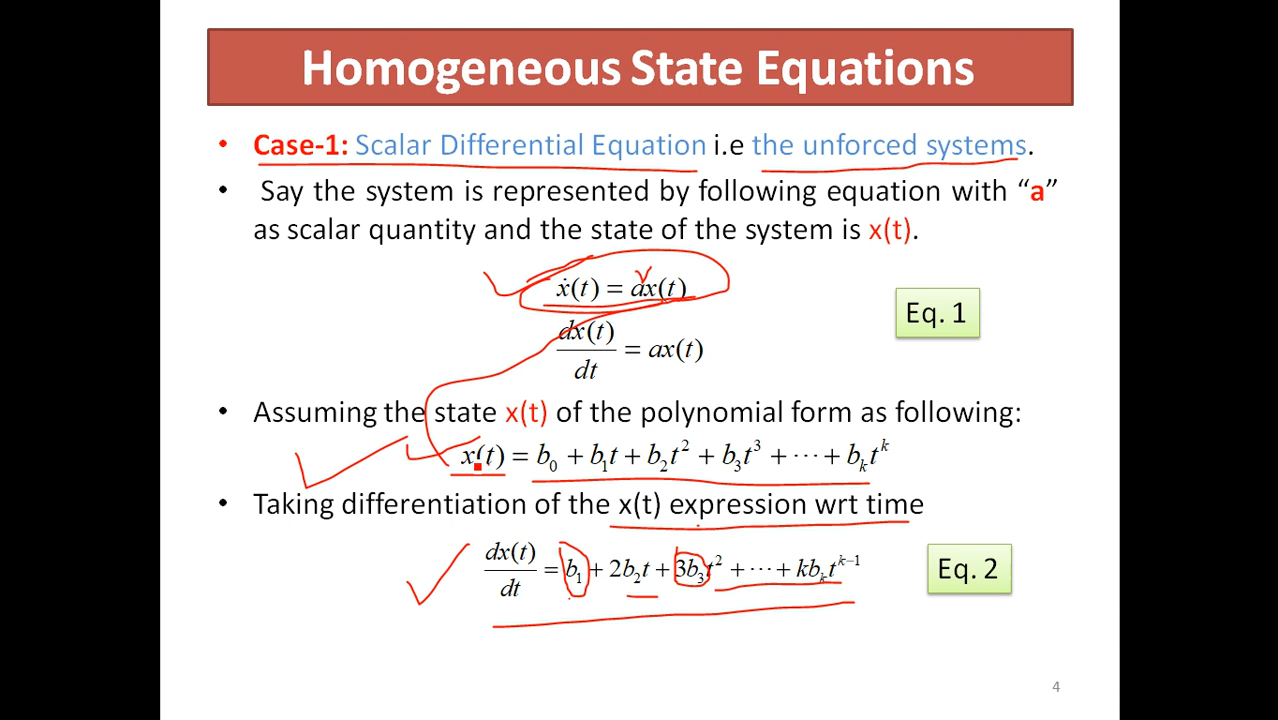 Homogeneous State Equations
• Case-1: Scalar Differential Equation i.e the unforced systems.
• Say the system is represented by following equation with “a”
as scalar quantity and the state of the system is x(t).
ẋ(t) = ax(t)
Eq. 1
dx(t)/dt = ax(t)
• Assuming the state x(t) of the polynomial form as following:
x(t) = b₀ + b₁t + b₂t² + b₃t³ + ⋯ + bₖtᵏ
• Taking differentiation of the x(t) expression wrt time
dx(t)/dt = b₁ + 2b₂t + 3b₃t² + ⋯ + kbₖtᵏ⁻¹
Eq. 2
4